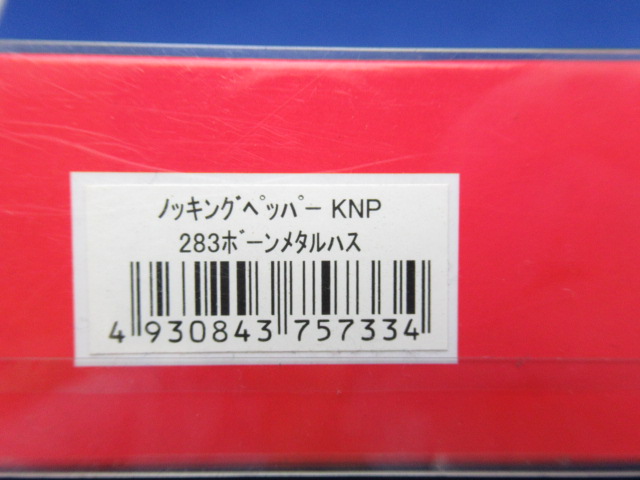 ﾉｯｷﾝｸﾞﾍﾟｯﾊﾟｰ KNP
283ﾎﾞｰﾝﾒﾀﾙﾊｽ
4 930843 757334